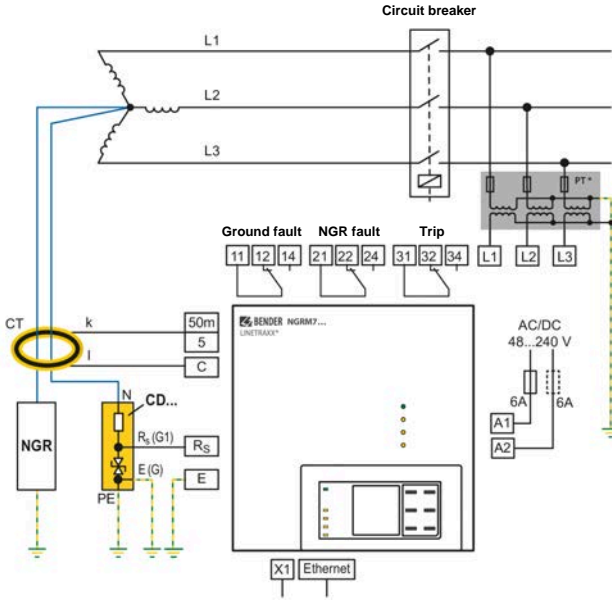 Circuit breaker
L1
L2
L3
PT *
Ground fault
NGR fault
Trip
11 12 14
21 22 24
31 32 34
L1 L2 L3
CT
k
l
50m
5
C
BENDER NGRM7...
LINETRAXX®
AC/DC
48...240 V
6A
6A
A1
A2
N
CD...
NGR
Rs (G1)
RS
E (G)
E
PE
X1
Ethernet